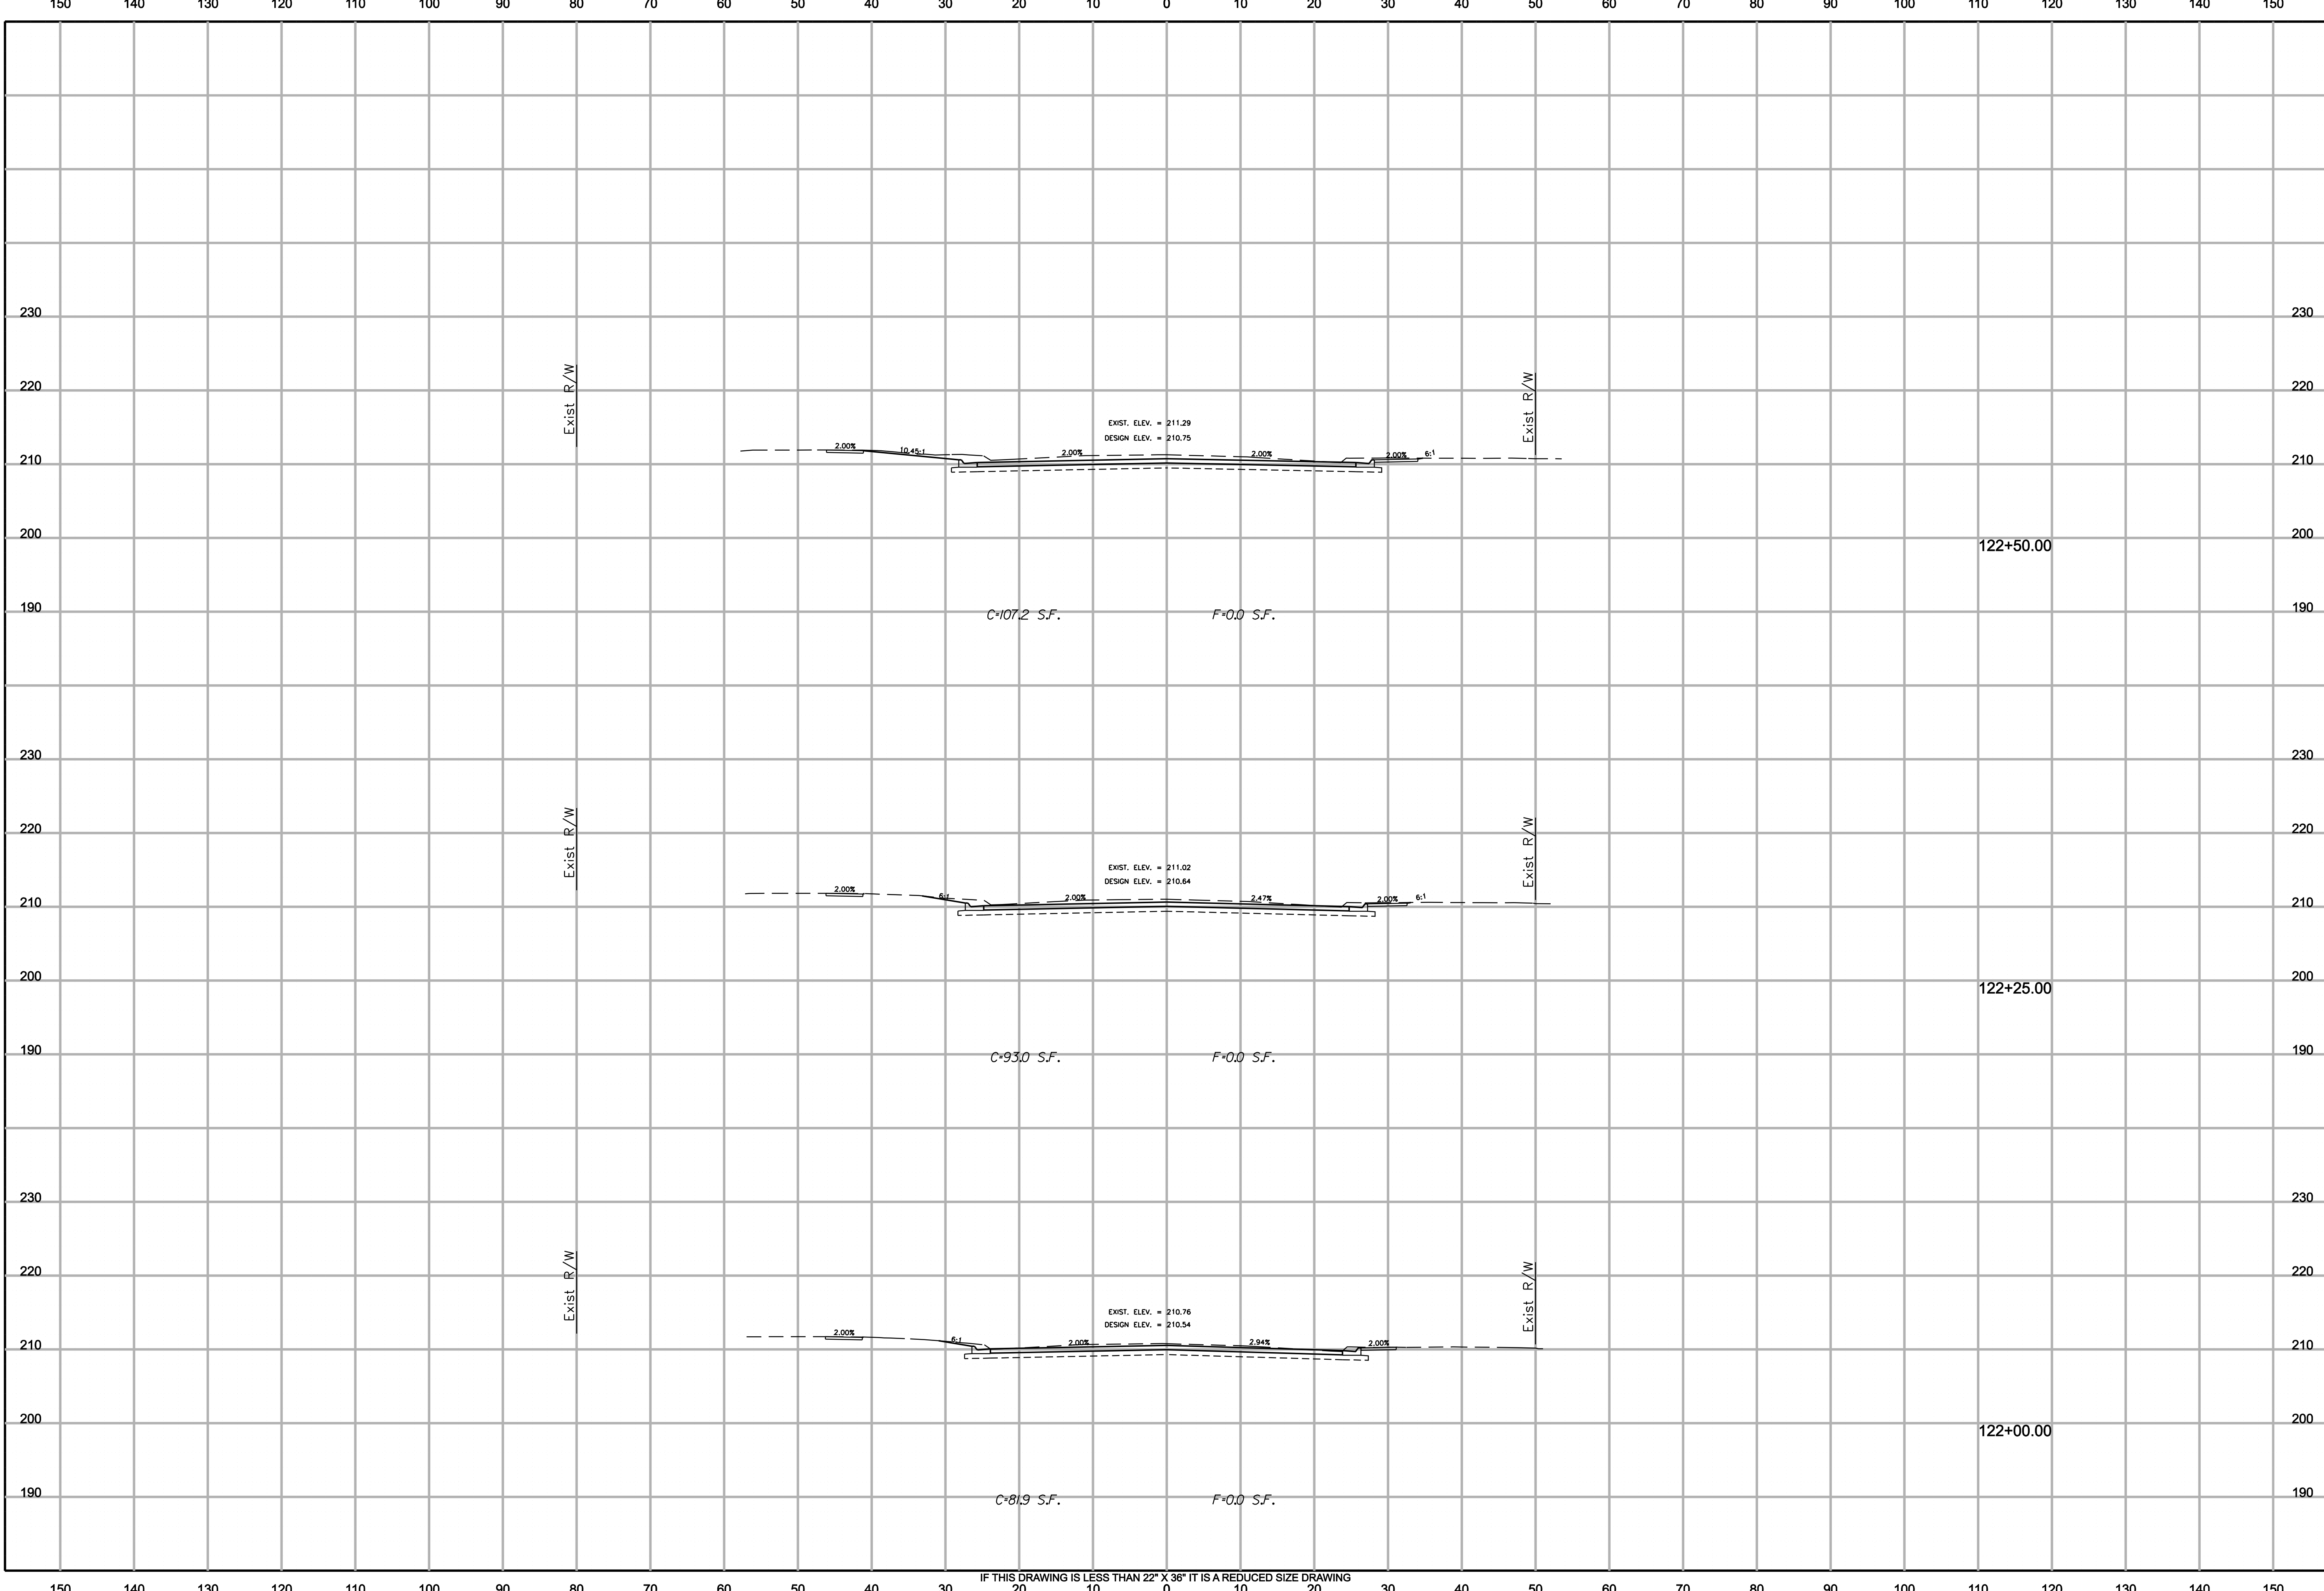 150 140 130 120 110 100 90 80 70 60 50 40 30 20 10 0 10 20 30 40 50 60 70 80 90 100 110 120 130 140 150
230 230
Exist R/W Exist R/W
220 220
EXIST. ELEV. = 211.29
DESIGN ELEV. = 210.75
2.00% 10.45:1 2.00% 2.00% 2.00% 6:1
210 210
200 200
122+50.00
190 190
C=107.2 S.F. F=0.0 S.F.
230 230
Exist R/W Exist R/W
220 220
EXIST. ELEV. = 211.02
DESIGN ELEV. = 210.64
2.00% 6:1 2.00% 2.47% 2.00% 6:1
210 210
200 200
122+25.00
190 190
C=93.0 S.F. F=0.0 S.F.
230 230
Exist R/W Exist R/W
220 220
EXIST. ELEV. = 210.76
DESIGN ELEV. = 210.54
2.00% 6:1 2.00% 2.94% 2.00%
210 210
200 200
122+00.00
190 190
C=81.9 S.F. F=0.0 S.F.
IF THIS DRAWING IS LESS THAN 22" X 36" IT IS A REDUCED SIZE DRAWING
150 140 130 120 110 100 90 80 70 60 50 40 30 20 10 0 10 20 30 40 50 60 70 80 90 100 110 120 130 140 150